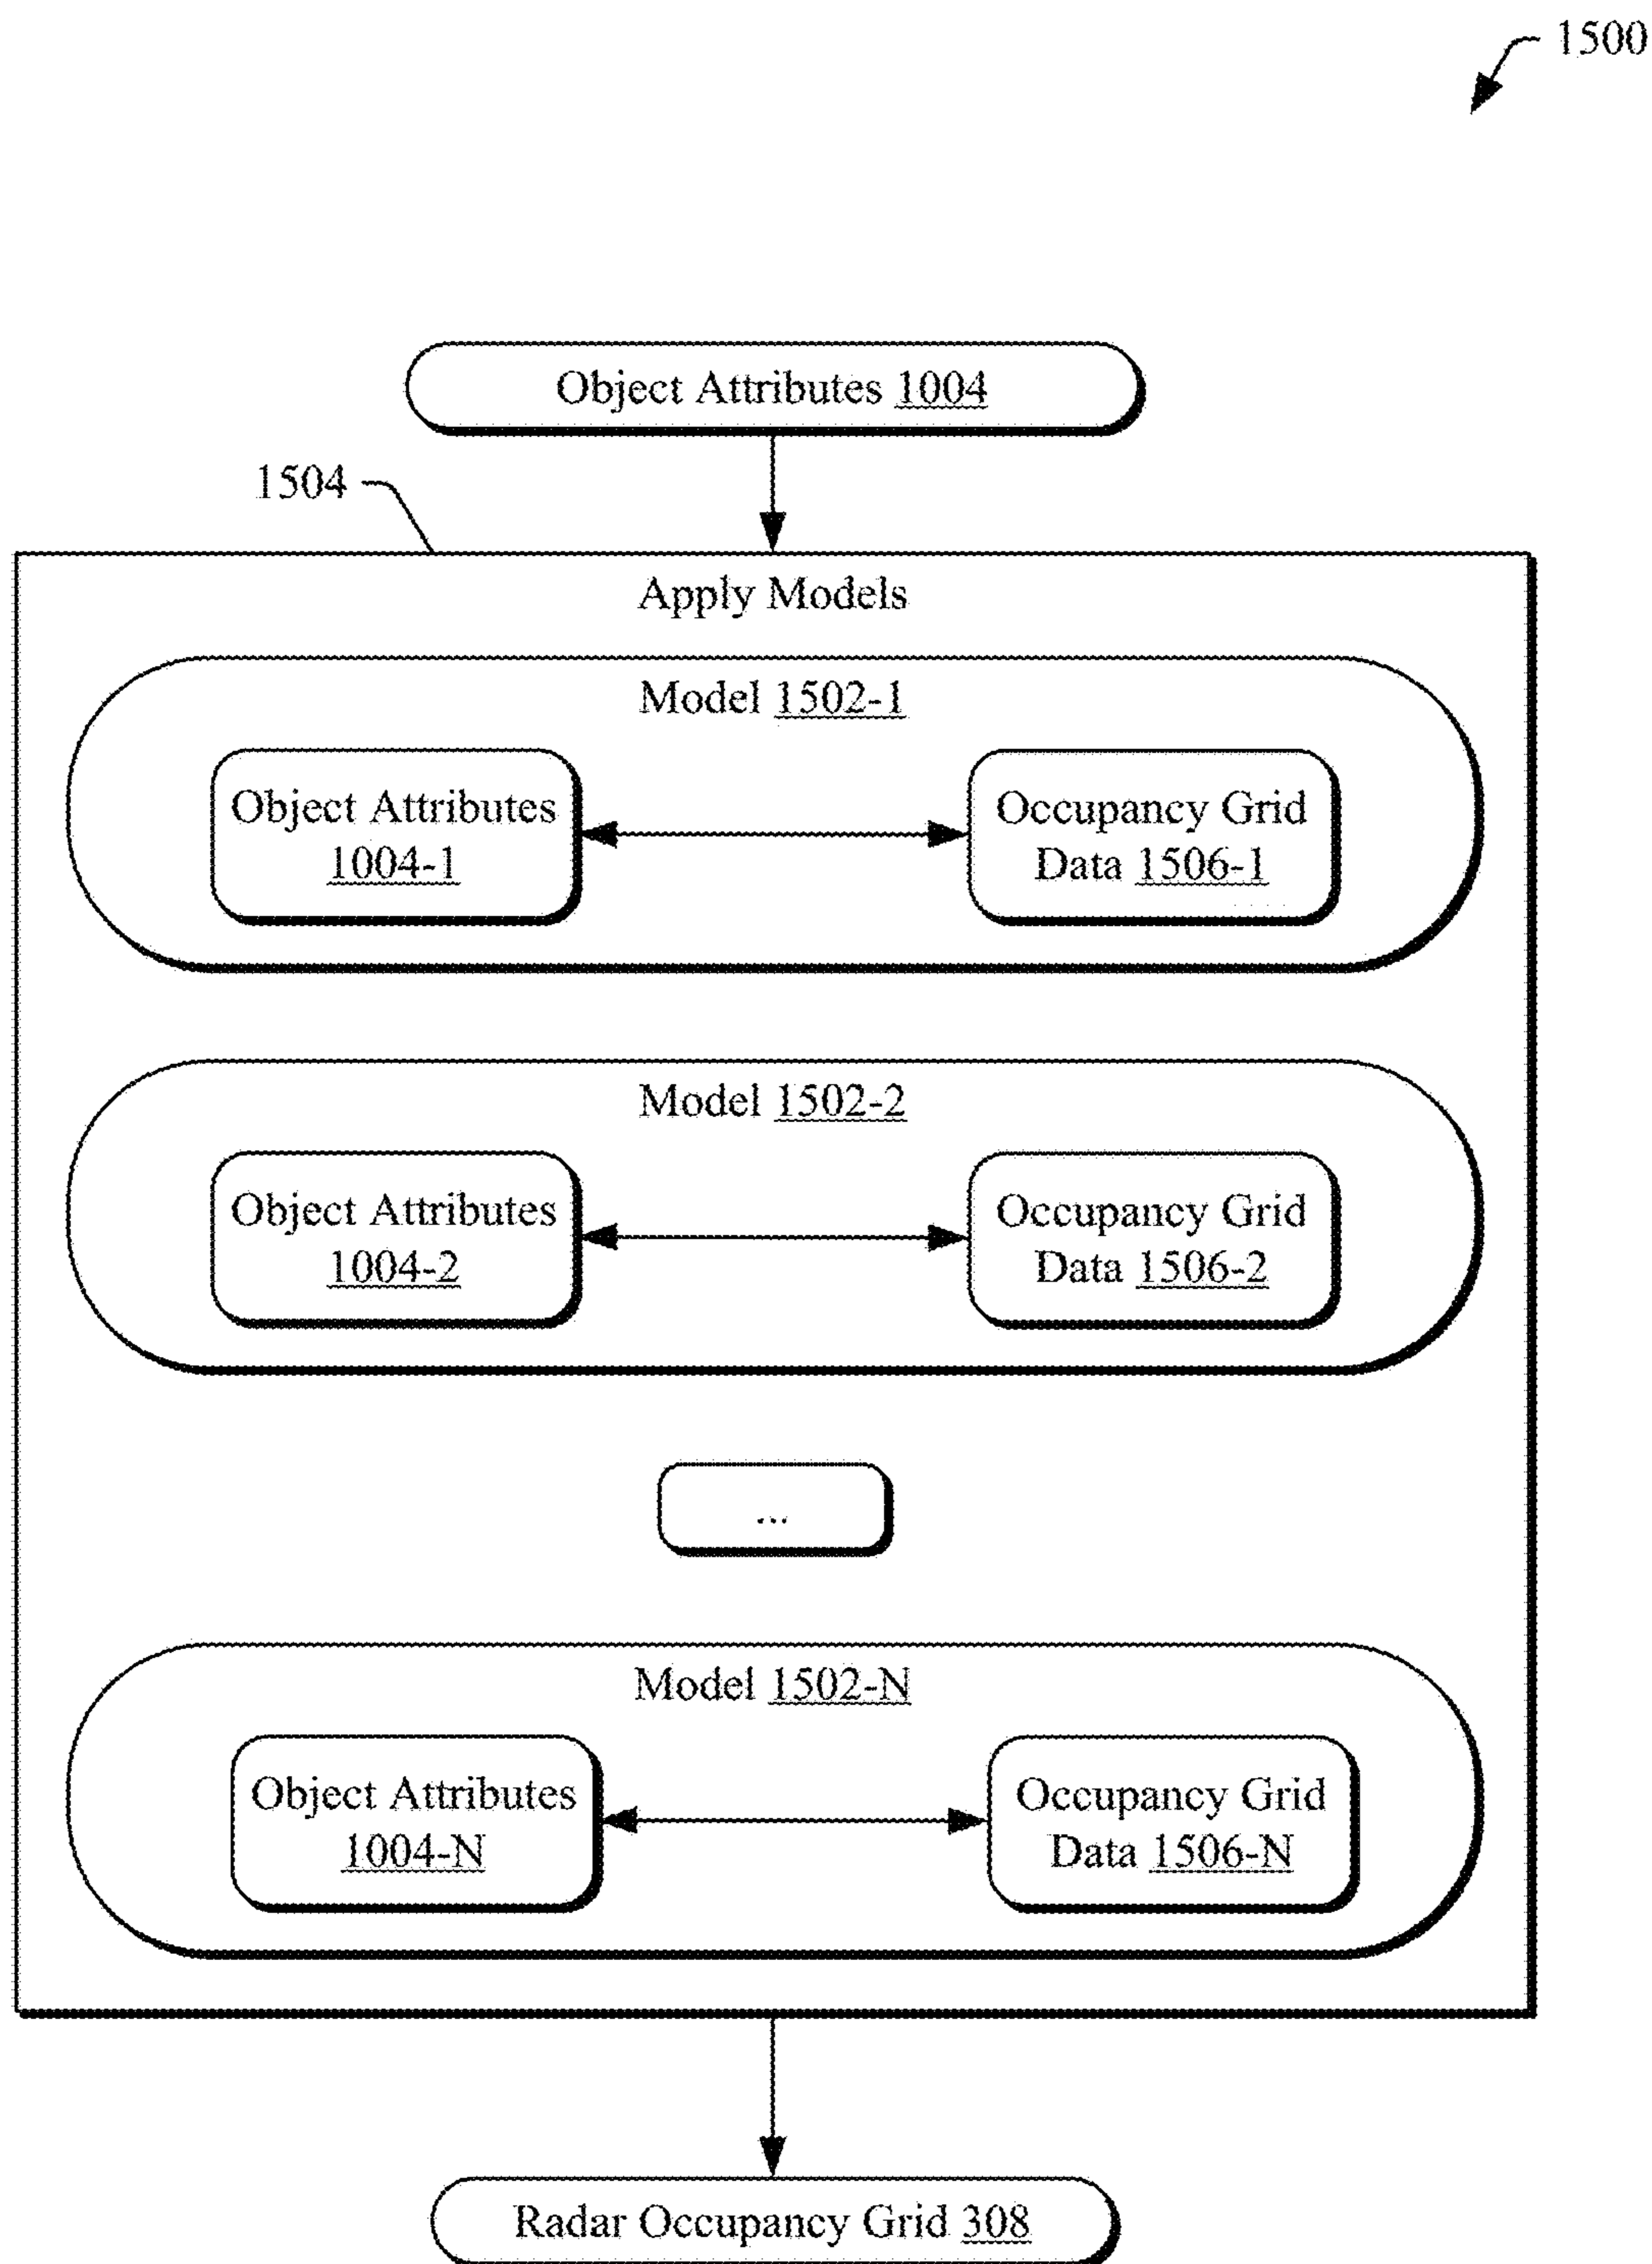 1500
Object Attributes 1004
1504
Apply Models
Model 1502-1
Object Attributes
1004-1
Occupancy Grid
Data 1506-1
Model 1502-2
Object Attributes
1004-2
Occupancy Grid
Data 1506-2
...
Model 1502-N
Object Attributes
1004-N
Occupancy Grid
Data 1506-N
Radar Occupancy Grid 308